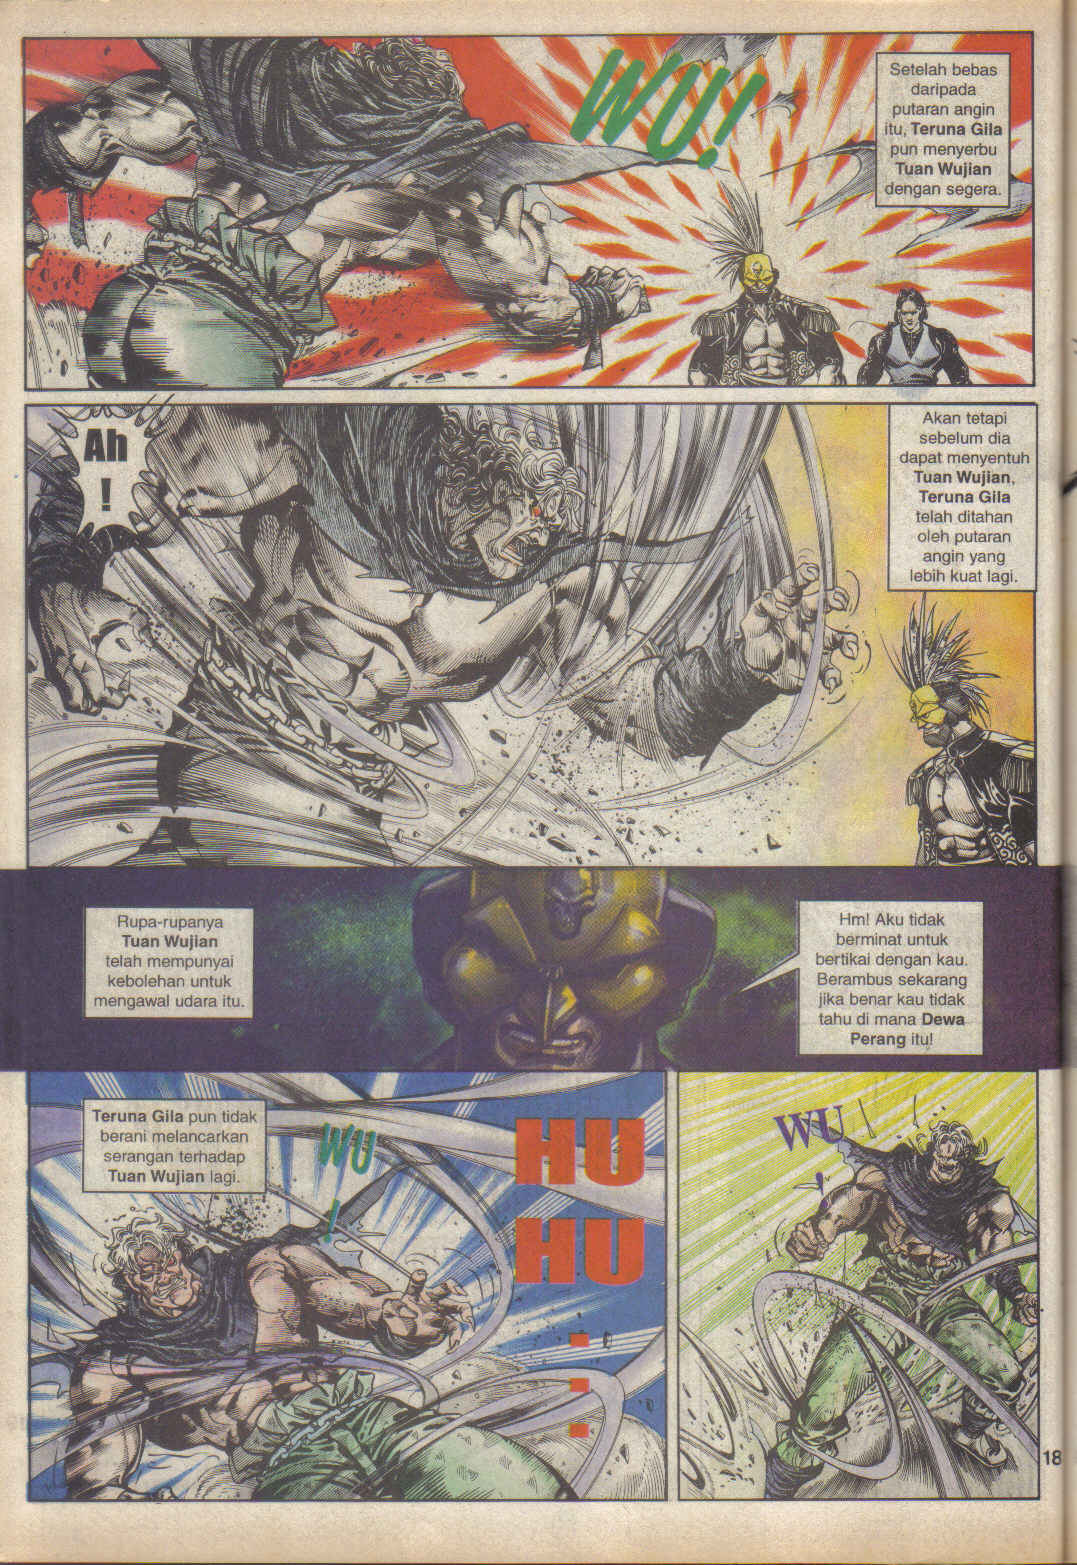 WU!
Setelah bebas
daripada
putaran angin
itu, Teruna Gila
pun menyerbu
Tuan Wujian
dengan segera.
Ah
!
Akan tetapi
sebelum dia
dapat menyentuh
Tuan Wujian,
Teruna Gila
telah ditahan
oleh putaran
angin yang
lebih kuat lagi.
Rupa-rupanya
Tuan Wujian
telah mempunyai
kebolehan untuk
mengawal udara itu.
Hm! Aku tidak
berminat untuk
bertikai dengan kau.
Berambus sekarang
jika benar kau tidak
tahu di mana Dewa
Perang itu!
Teruna Gila pun tidak
berani melancarkan
serangan terhadap
Tuan Wujian lagi.
WU
!
HU
HU
...
WU
!
18